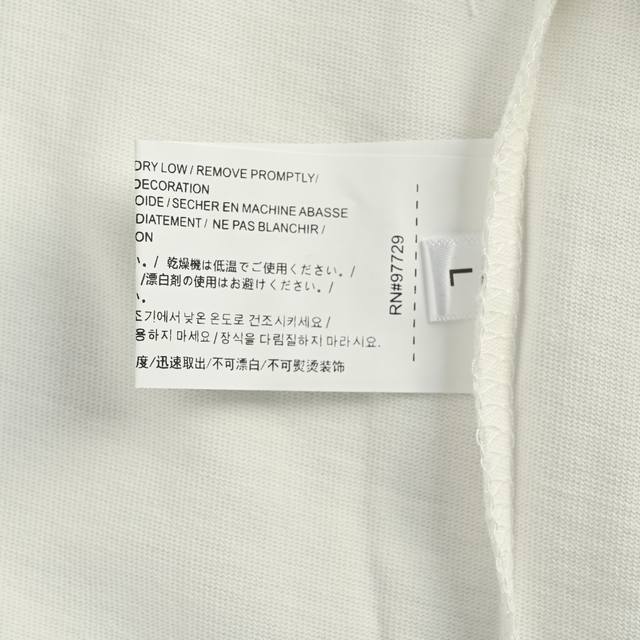 DRY LOW / REMOVE PROMPTLY/
DECORATION
OIDE / SECHER EN MACHINE ABASSE
DIATEMENT / NE PAS BLANCHIR /
ON
い。/ 乾燥機は低温でご使用ください。/
/漂白剤の使用はお避けください。/
い。
조기에서 낮온 온도로 건조시키세요 /
용하지 마세요 / 장식을 다림질하지 마라시요.
度/迅速取出/不可漂白/不可熨烫装饰
RN#97729
L